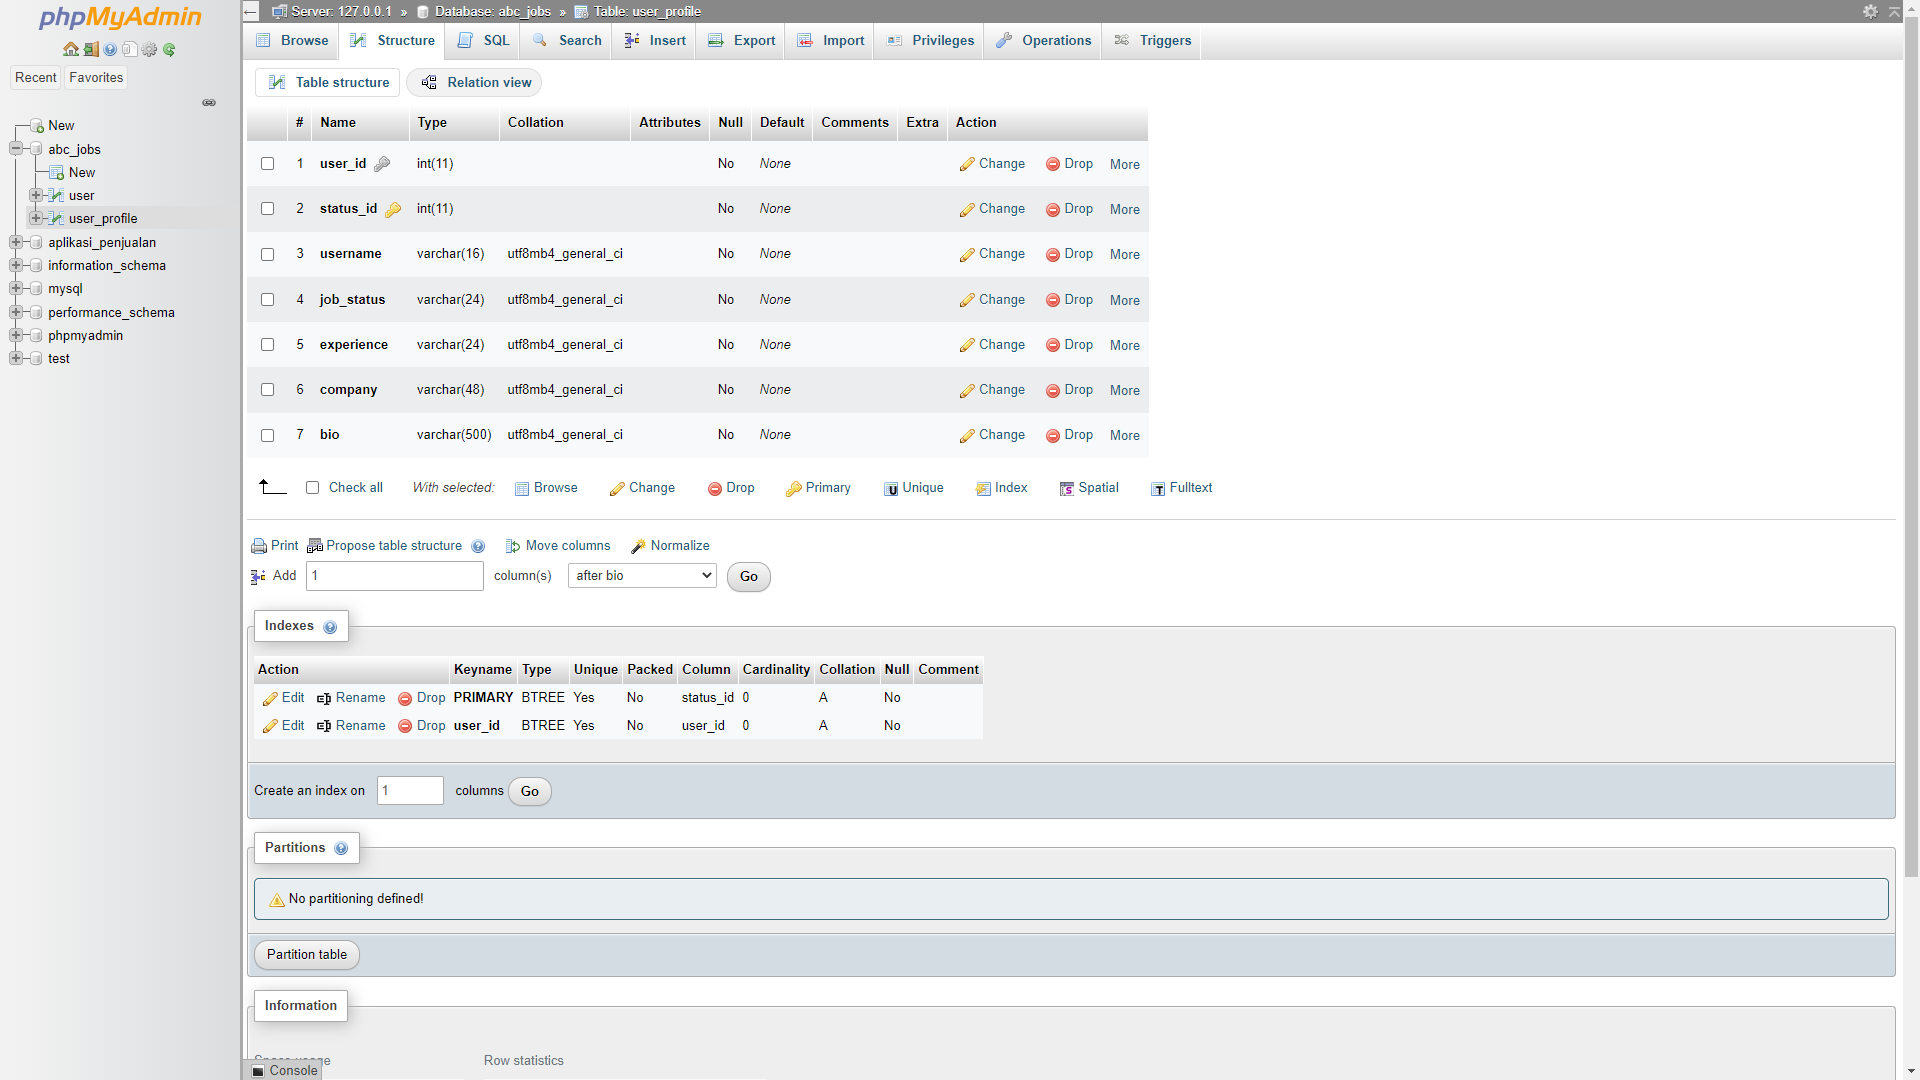 phpMyAdmin
Recent Favorites
New
abc_jobs
New
user
user_profile
aplikasi_penjualan
information_schema
mysql
performance_schema
phpmyadmin
test
Server: 127.0.0.1 » Database: abc_jobs » Table: user_profile
Browse Structure SQL Search Insert Export Import Privileges Operations Triggers
Table structure Relation view
# Name Type Collation Attributes Null Default Comments Extra Action
1 user_id int(11) No None Change Drop More
2 status_id int(11) No None Change Drop More
3 username varchar(16) utf8mb4_general_ci No None Change Drop More
4 job_status varchar(24) utf8mb4_general_ci No None Change Drop More
5 experience varchar(24) utf8mb4_general_ci No None Change Drop More
6 company varchar(48) utf8mb4_general_ci No None Change Drop More
7 bio varchar(500) utf8mb4_general_ci No None Change Drop More
Check all With selected: Browse Change Drop Primary Unique Index Spatial Fulltext
Print Propose table structure Move columns Normalize
Add 1 column(s) after bio Go
Indexes
Action Keyname Type Unique Packed Column Cardinality Collation Null Comment
Edit Rename Drop PRIMARY BTREE Yes No status_id 0 A No
Edit Rename Drop user_id BTREE Yes No user_id 0 A No
Create an index on 1 columns Go
Partitions
No partitioning defined!
Partition table
Information
Space usage Row statistics
Console